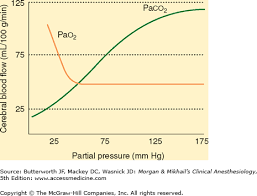 125
75
25
Cerebral blood flow (mL/100 g/min)
PaO2
PaCO2
25 75 125 175
Partial pressure (mm Hg)
Source: Butterworth JF, Mackey DC, Wasnick JD: Morgan & Mikhail's Clinical Anesthesiology,
5th Edition: www.accessmedicine.com
Copyright © The McGraw-Hill Companies, Inc. All rights reserved.